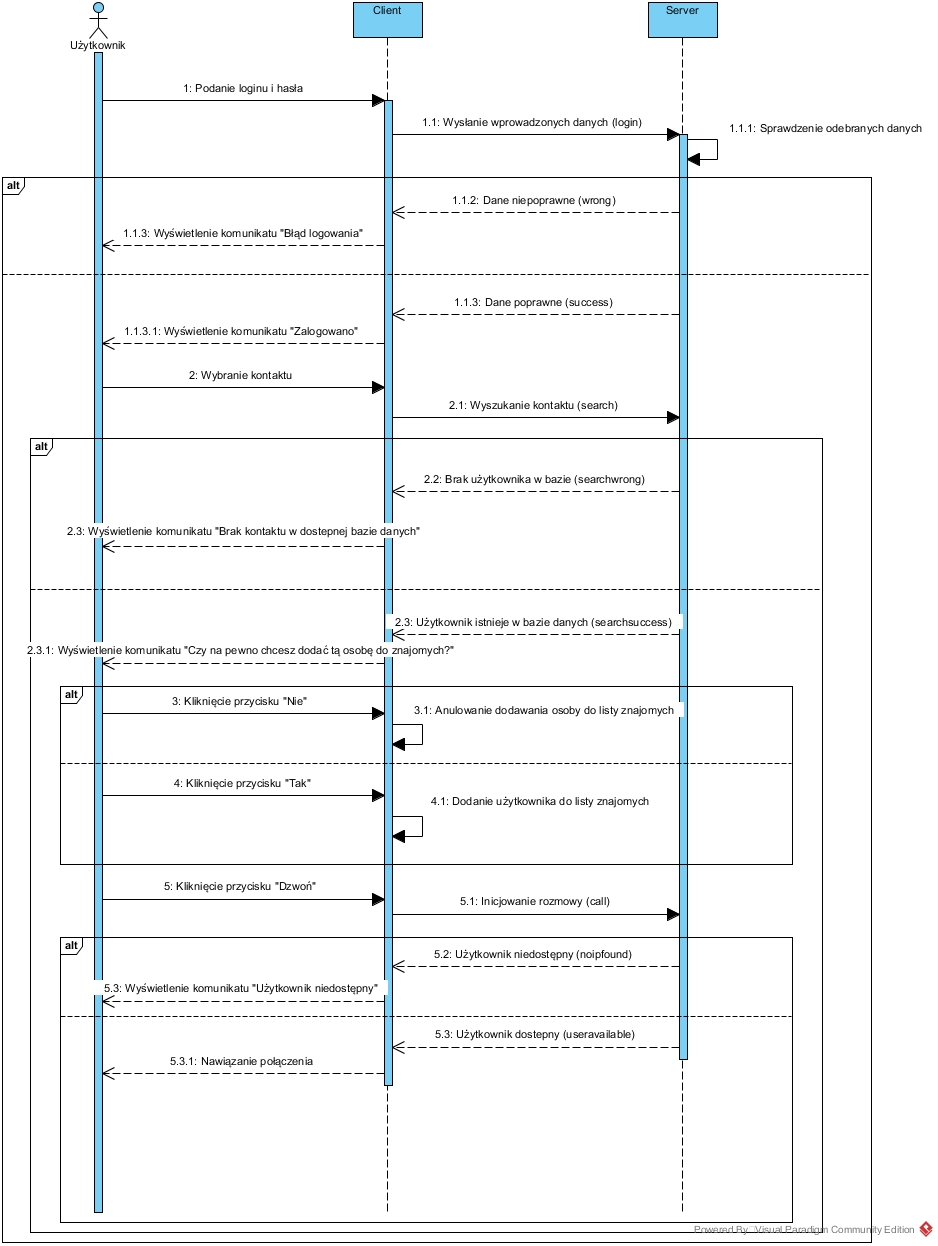 Użytkownik
Client
Server
1: Podanie loginu i hasła
1.1: Wysłanie wprowadzonych danych (login)
1.1.1: Sprawdzenie odebranych danych
alt
1.1.2: Dane niepoprawne (wrong)
1.1.3: Wyświetlenie komunikatu "Błąd logowania"
1.1.3: Dane poprawne (success)
1.1.3.1: Wyświetlenie komunikatu "Zalogowano"
2: Wybranie kontaktu
2.1: Wyszukanie kontaktu (search)
alt
2.2: Brak użytkownika w bazie (searchwrong)
2.3: Wyświetlenie komunikatu "Brak kontaktu w dostepnej bazie danych"
2.3: Użytkownik istnieje w bazie danych (searchsuccess)
2.3.1: Wyświetlenie komunikatu "Czy na pewno chcesz dodać tą osobę do znajomych?"
alt
3: Kliknięcie przycisku "Nie"
3.1: Anulowanie dodawania osoby do listy znajomych
4: Kliknięcie przycisku "Tak"
4.1: Dodanie użytkownika do listy znajomych
5: Kliknięcie przycisku "Dzwoń"
5.1: Inicjowanie rozmowy (call)
alt
5.2: Użytkownik niedostępny (noipfound)
5.3: Wyświetlenie komunikatu "Użytkownik niedostępny"
5.3: Użytkownik dostepny (useravailable)
5.3.1: Nawiązanie połączenia
Powered By Visual Paradigm Community Edition